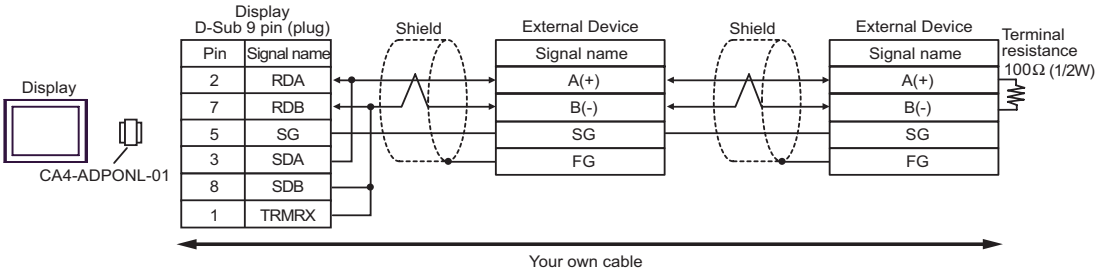 Display
D-Sub 9 pin (plug)
Shield
External Device
Shield
External Device
Terminal
resistance
100Ω (1/2W)
Pin Signal name
Signal name
Signal name
2 RDA
A(+)
A(+)
Display
7 RDB
B(-)
B(-)
5 SG
SG
SG
3 SDA
FG
FG
CA4-ADPONL-01
8 SDB
1 TRMRX
Your own cable